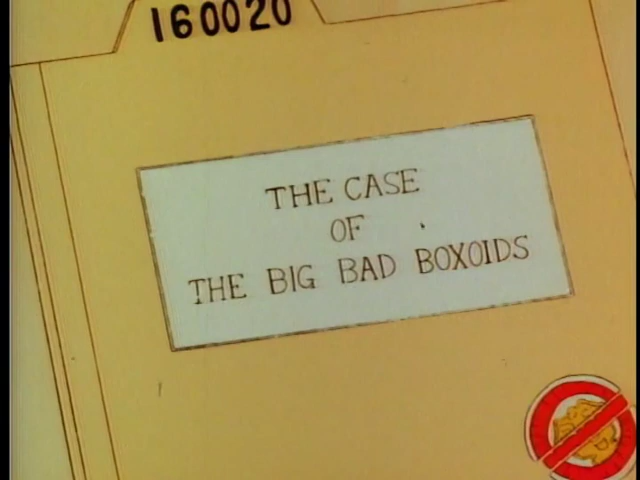 160020
THE CASE
OF
THE BIG BAD BOXOIDS